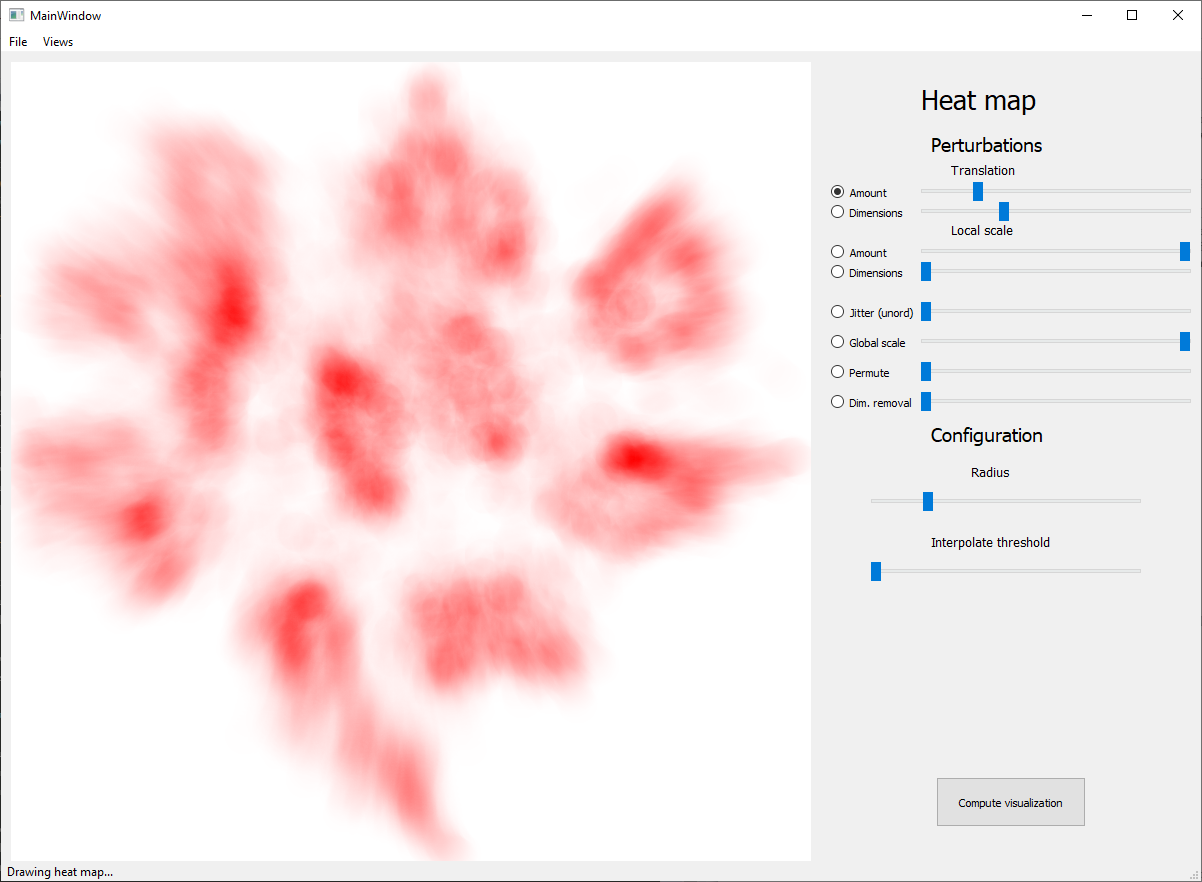 MainWindow
File Views
Heat map
Perturbations
Translation
Amount
Dimensions
Local scale
Amount
Dimensions
Jitter (unord)
Global scale
Permute
Dim. removal
Configuration
Radius
Interpolate threshold
Compute visualization
Drawing heat map...